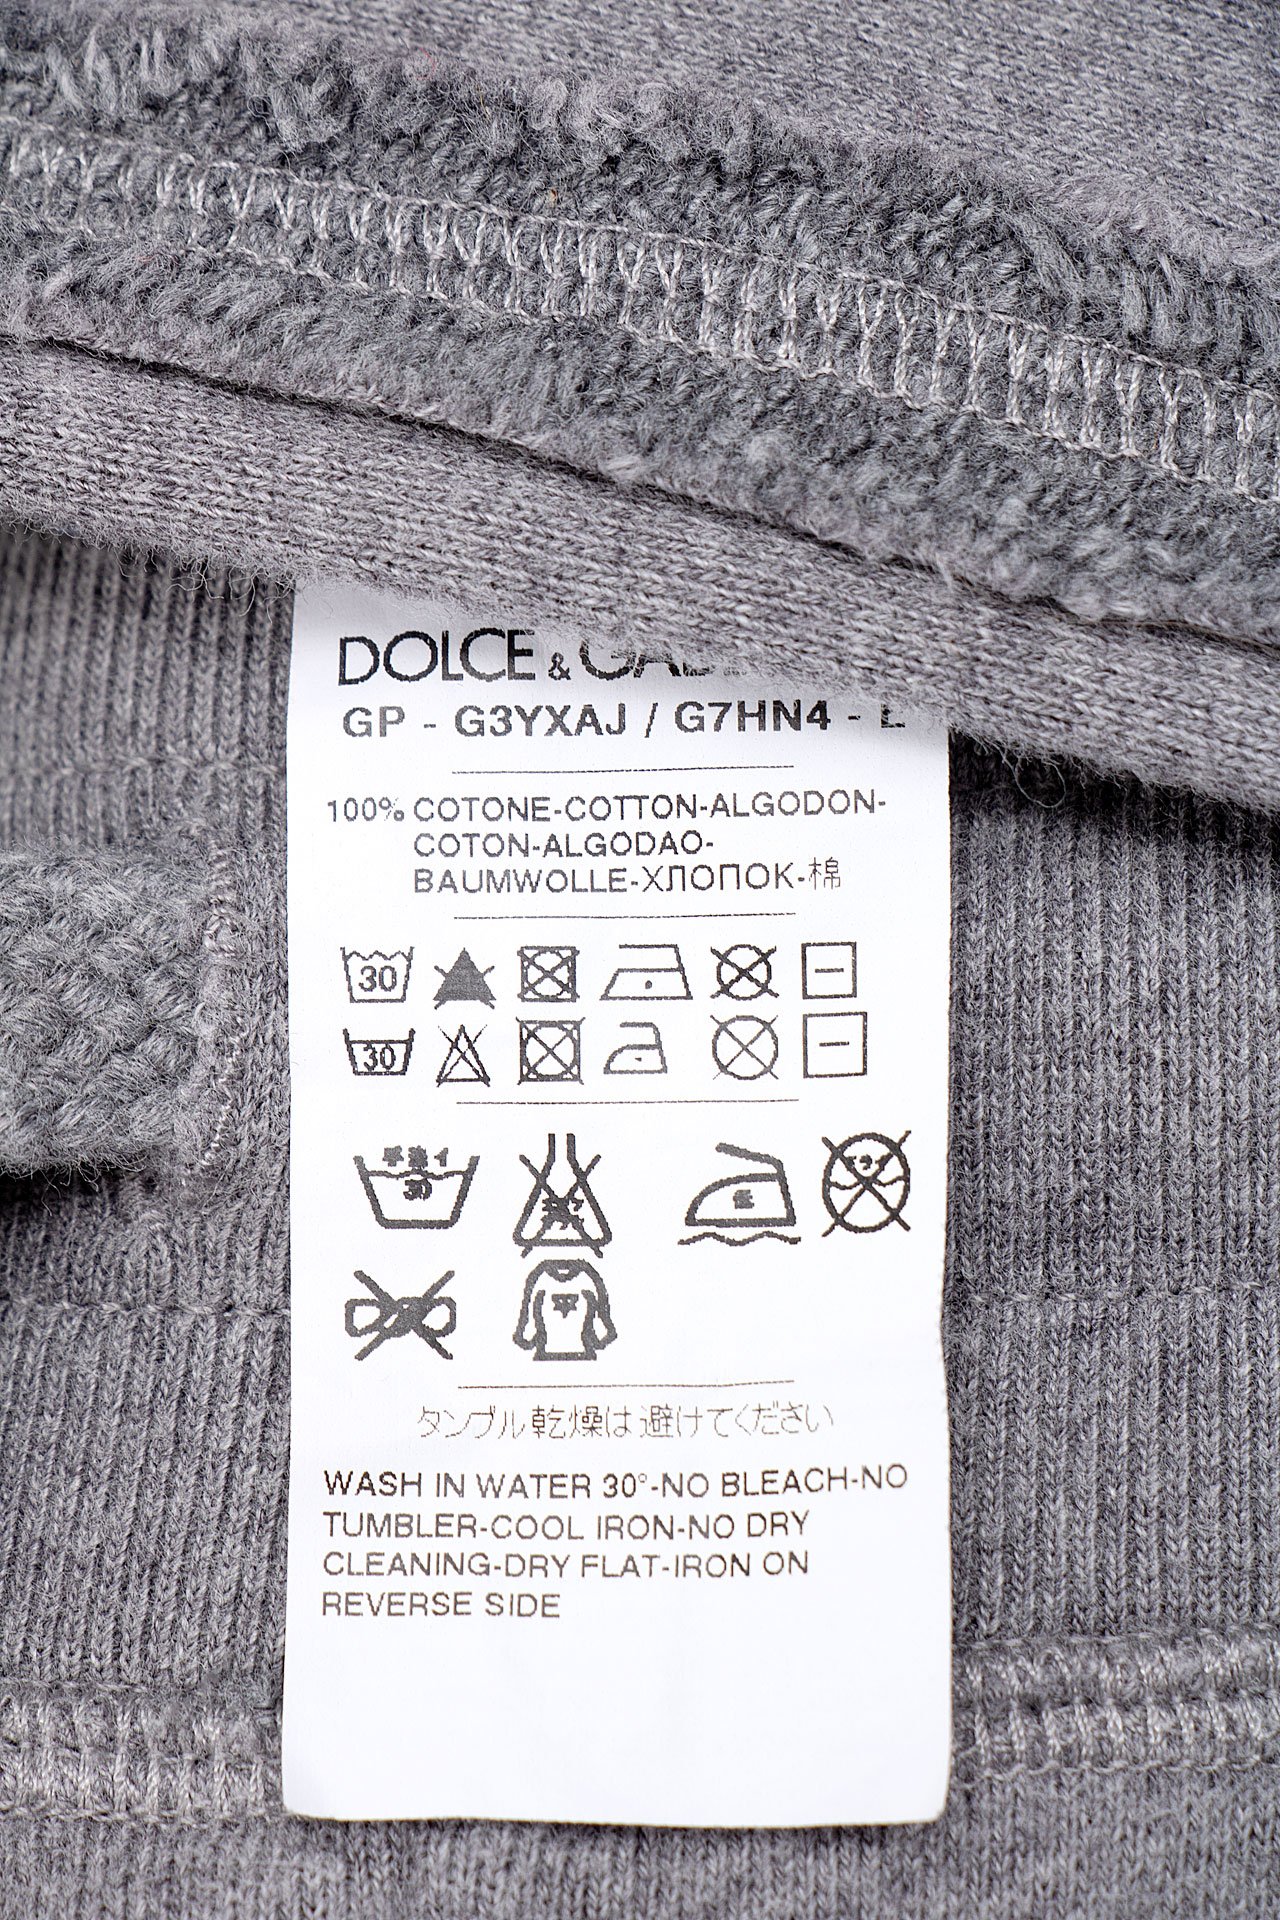 DOLCE &
GP - G3YXAJ / G7HN4 - L
100% COTONE-COTTON-ALGODON-
COTON-ALGODAO-
BAUMWOLLE-ХЛОПОК-棉
30
30
30
タンブル乾燥は避けてください
WASH IN WATER 30°-NO BLEACH-NO
TUMBLER-COOL IRON-NO DRY
CLEANING-DRY FLAT-IRON ON
REVERSE SIDE